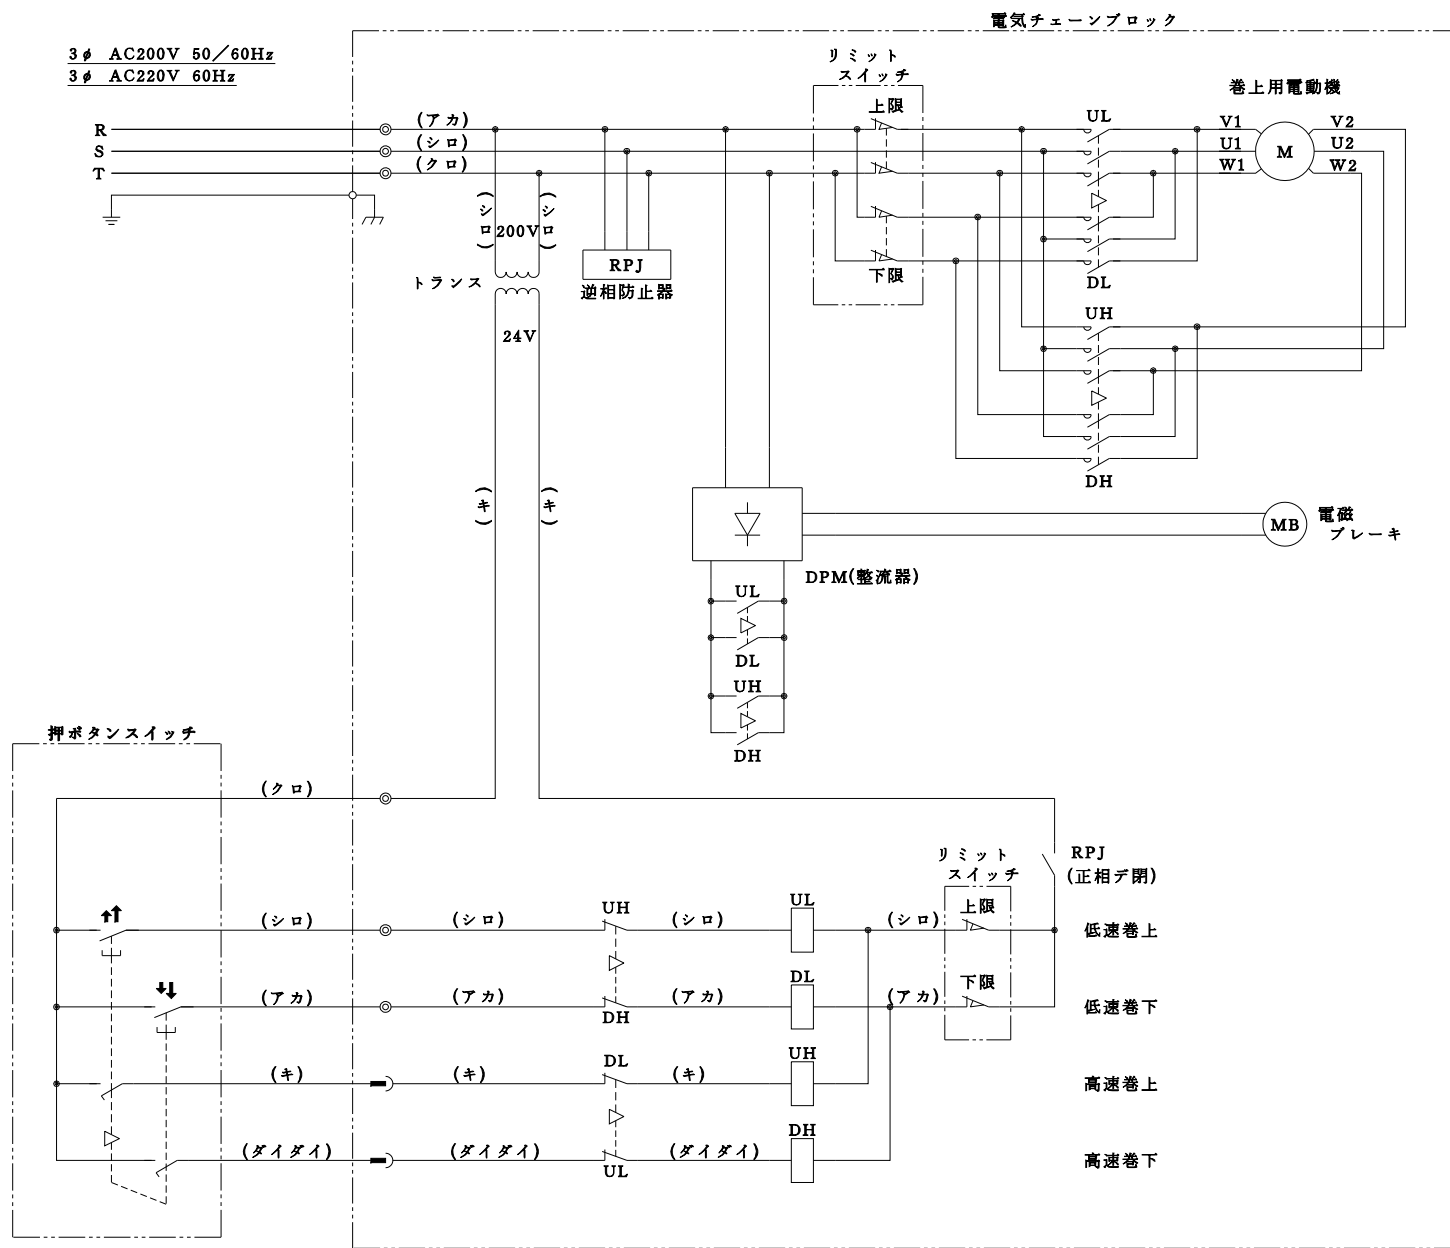 電気チェーンブロック
3φ AC200V 50／60Hz
3φ AC220V 60Hz
リミット
スイッチ
巻上用電動機
上限
UL
R
(アカ)
V1
V2
S
(シロ)
U1
M
U2
T
(クロ)
W1
W2
(シロ)
200V
(シロ)
RPJ
逆相防止器
トランス
下限
DL
24V
UH
DH
(キ)
(キ)
MB
電磁
ブレーキ
DPM(整流器)
UL
DL
UH
DH
押ボタンスイッチ
(クロ)
リミット
スイッチ
RPJ
(正相デ閉)
(シロ)
(シロ)
UH
(シロ)
UL
(シロ)
上限
低速巻上
(アカ)
(アカ)
DH
(アカ)
DL
(アカ)
下限
低速巻下
(キ)
(キ)
DL
(キ)
UH
高速巻上
(ダイダイ)
(ダイダイ)
UL
(ダイダイ)
DH
高速巻下